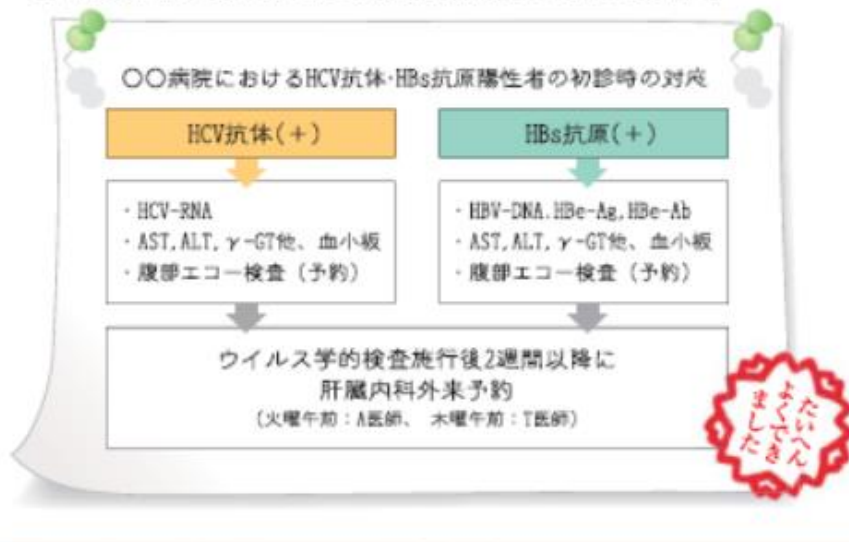 〇〇病院におけるHCV抗体・HBs抗原陽性者の初診時の対応
HCV抗体(+)
・HCV-RNA
・AST,ALT,γ-GT他、血小板
・腹部エコー検査（予約）
HBs抗原(+)
・HBV-DNA.HBe-Ag,HBe-Ab
・AST,ALT,γ-GT他、血小板
・腹部エコー検査（予約）
ウイルス学的検査施行後2週間以降に
肝臓内科外来予約
（火曜午前：A医師、 木曜午前：T医師）
たいへん
よくでき
ました